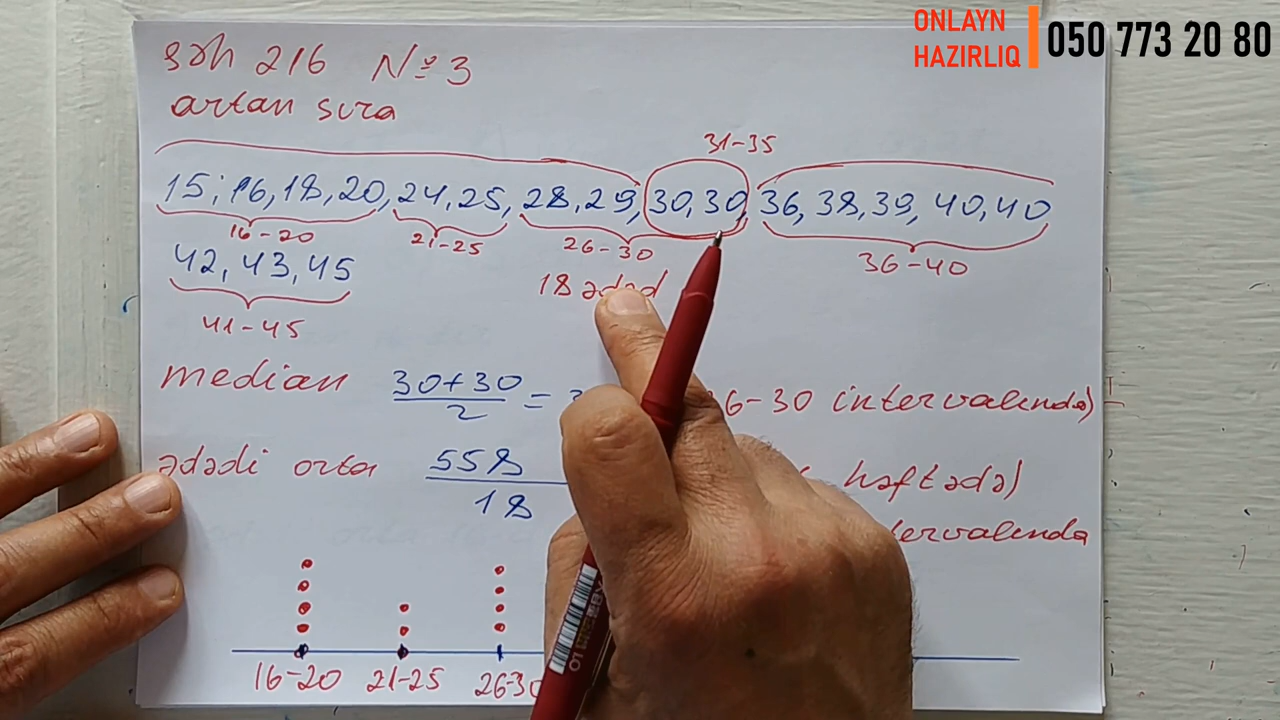 ONLAYN
HAZIRLIQ
050 773 20 80
səh 216 №3
artan sıra
31-35
15; 16, 18, 20, 24, 25, 28, 29, 30, 30, 36, 38, 39, 40, 40
16-20 21-25 26-30 36-40
42, 43, 45
18 ədəd
41-45
median 30+30 / 2 = 6-30 intervalında)
ədədi orta 558 / 18 həftədə)
ervalında
16-20 21-25 26-30